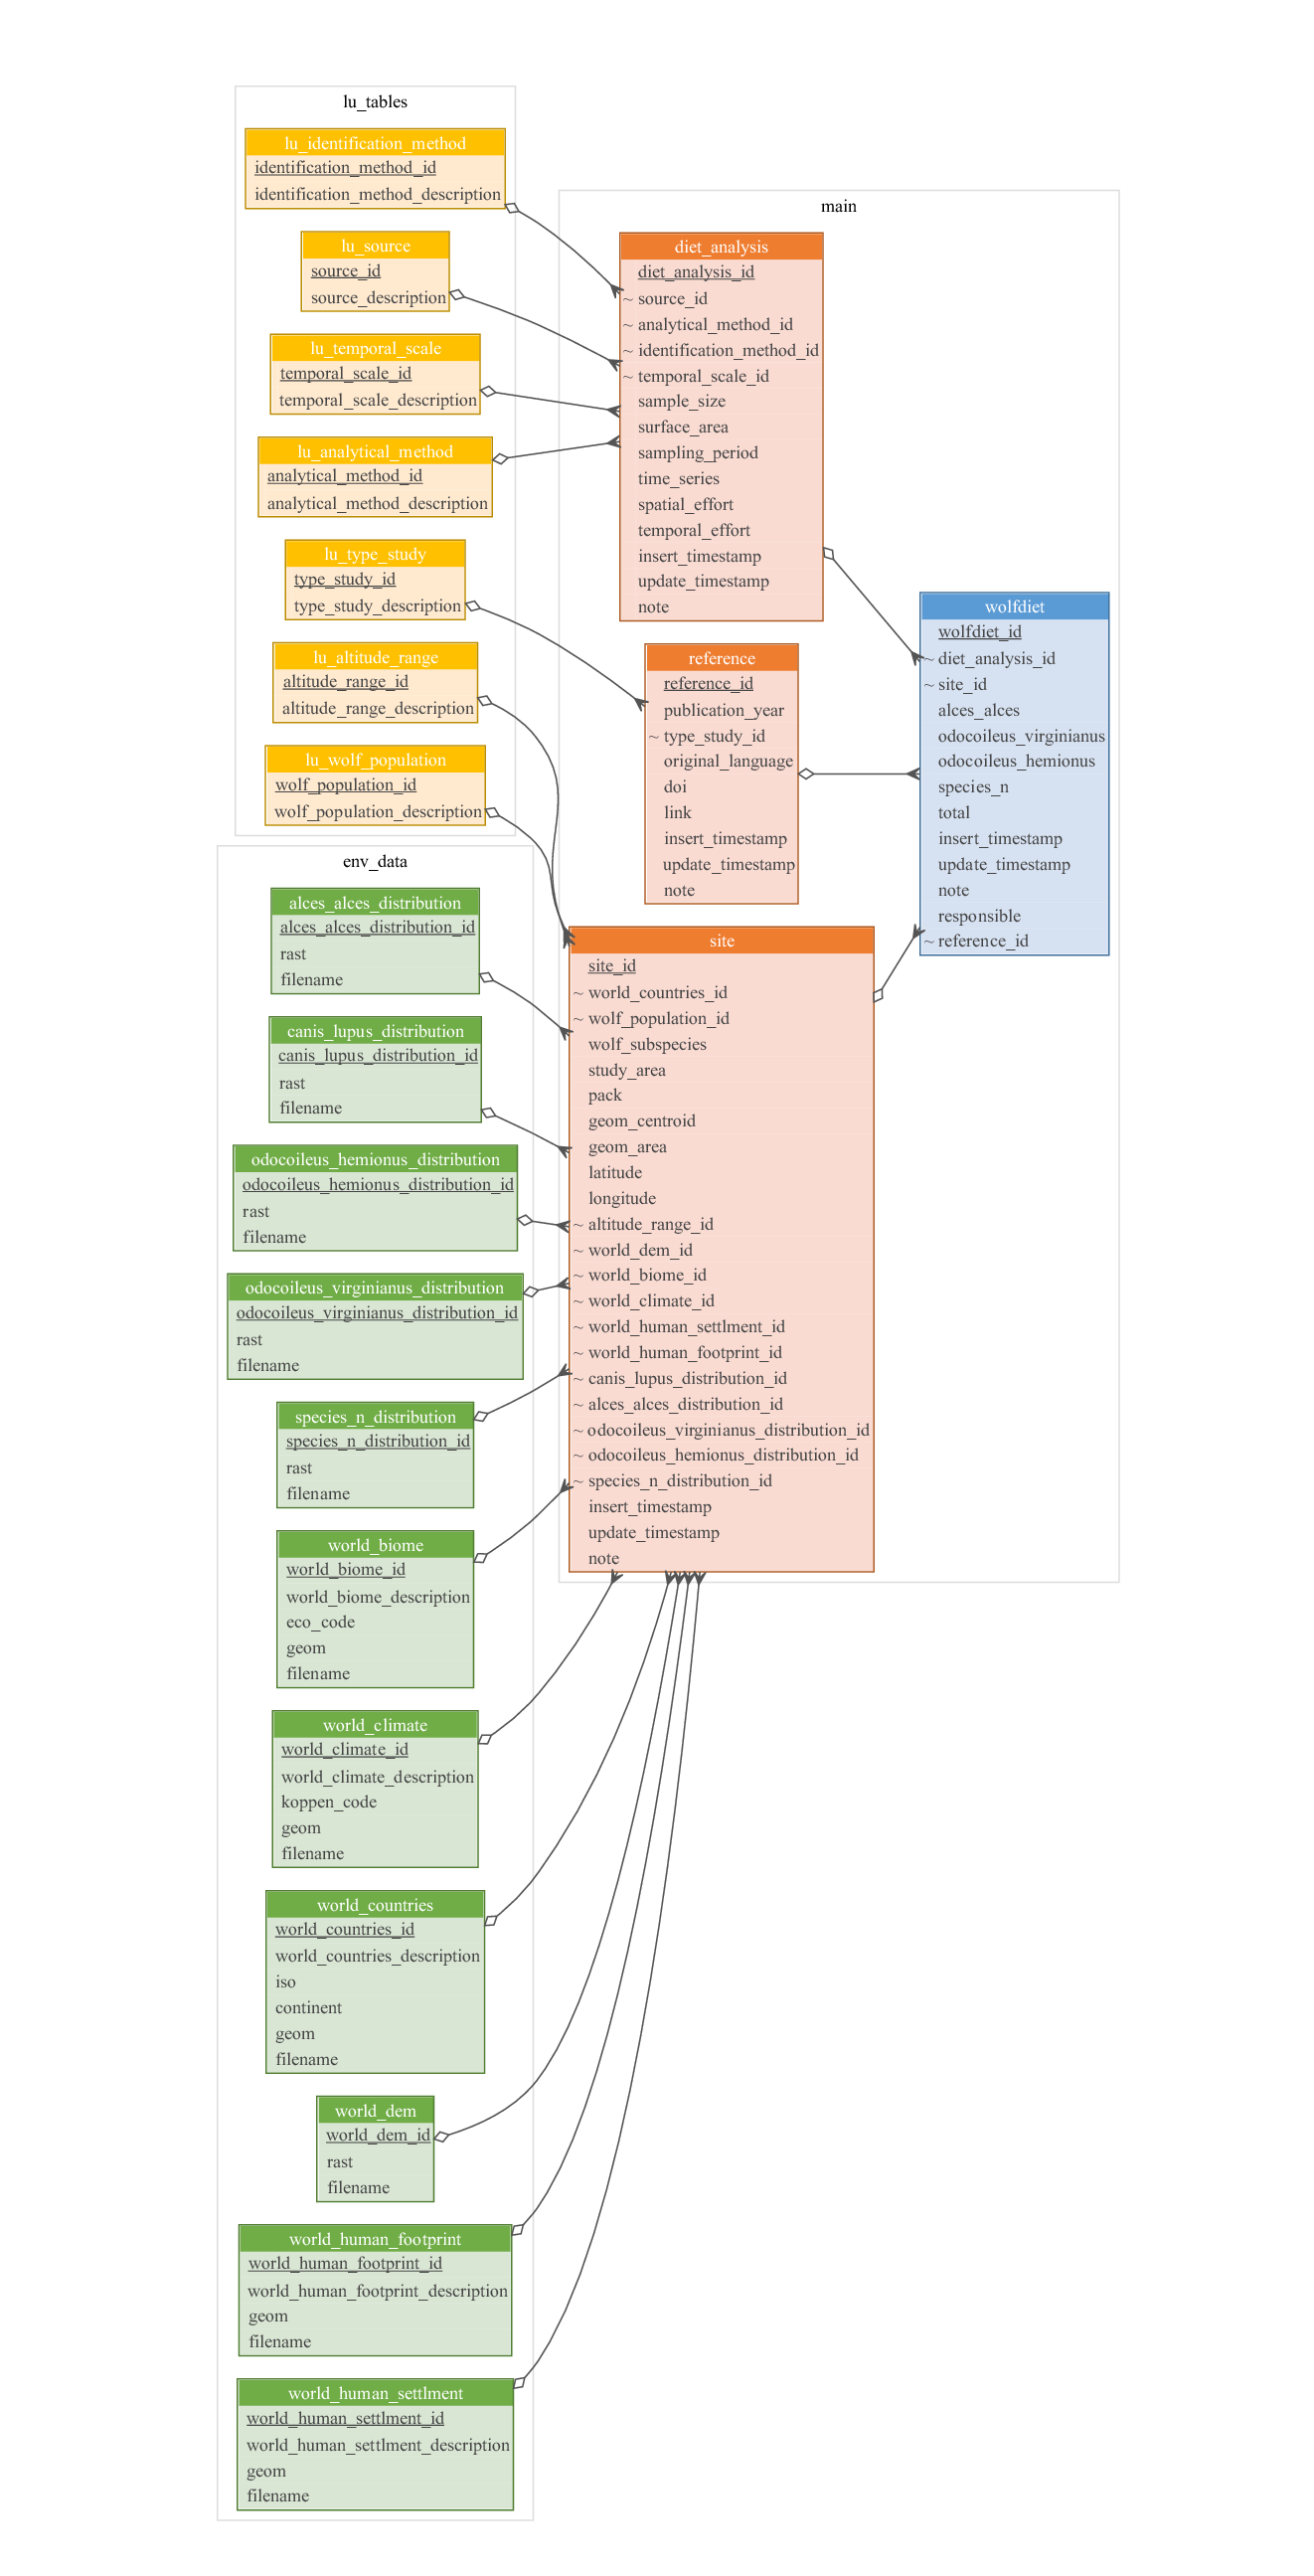 lu_tables
lu_identification_method
identification_method_id
identification_method_description
lu_source
source_id
source_description
lu_temporal_scale
temporal_scale_id
temporal_scale_description
lu_analytical_method
analytical_method_id
analytical_method_description
lu_type_study
type_study_id
type_study_description
lu_altitude_range
altitude_range_id
altitude_range_description
lu_wolf_population
wolf_population_id
wolf_population_description
env_data
alces_alces_distribution
alces_alces_distribution_id
rast
filename
canis_lupus_distribution
canis_lupus_distribution_id
rast
filename
odocoileus_hemionus_distribution
odocoileus_hemionus_distribution_id
rast
filename
odocoileus_virginianus_distribution
odocoileus_virginianus_distribution_id
rast
filename
species_n_distribution
species_n_distribution_id
rast
filename
world_biome
world_biome_id
world_biome_description
eco_code
geom
filename
world_climate
world_climate_id
world_climate_description
koppen_code
geom
filename
world_countries
world_countries_id
world_countries_description
iso
continent
geom
filename
world_dem
world_dem_id
rast
filename
world_human_footprint
world_human_footprint_id
world_human_footprint_description
geom
filename
world_human_settlment
world_human_settlment_id
world_human_settlment_description
geom
filename
main
diet_analysis
diet_analysis_id
~ source_id
~ analytical_method_id
~ identification_method_id
~ temporal_scale_id
sample_size
surface_area
sampling_period
time_series
spatial_effort
temporal_effort
insert_timestamp
update_timestamp
note
reference
reference_id
publication_year
~ type_study_id
original_language
doi
link
insert_timestamp
update_timestamp
note
site
site_id
~ world_countries_id
~ wolf_population_id
wolf_subspecies
study_area
pack
geom_centroid
geom_area
latitude
longitude
~ altitude_range_id
~ world_dem_id
~ world_biome_id
~ world_climate_id
~ world_human_settlment_id
~ world_human_footprint_id
~ canis_lupus_distribution_id
~ alces_alces_distribution_id
~ odocoileus_virginianus_distribution_id
~ odocoileus_hemionus_distribution_id
~ species_n_distribution_id
insert_timestamp
update_timestamp
note
wolfdiet
wolfdiet_id
~ diet_analysis_id
~ site_id
alces_alces
odocoileus_virginianus
odocoileus_hemionus
species_n
total
insert_timestamp
update_timestamp
note
responsible
~ reference_id